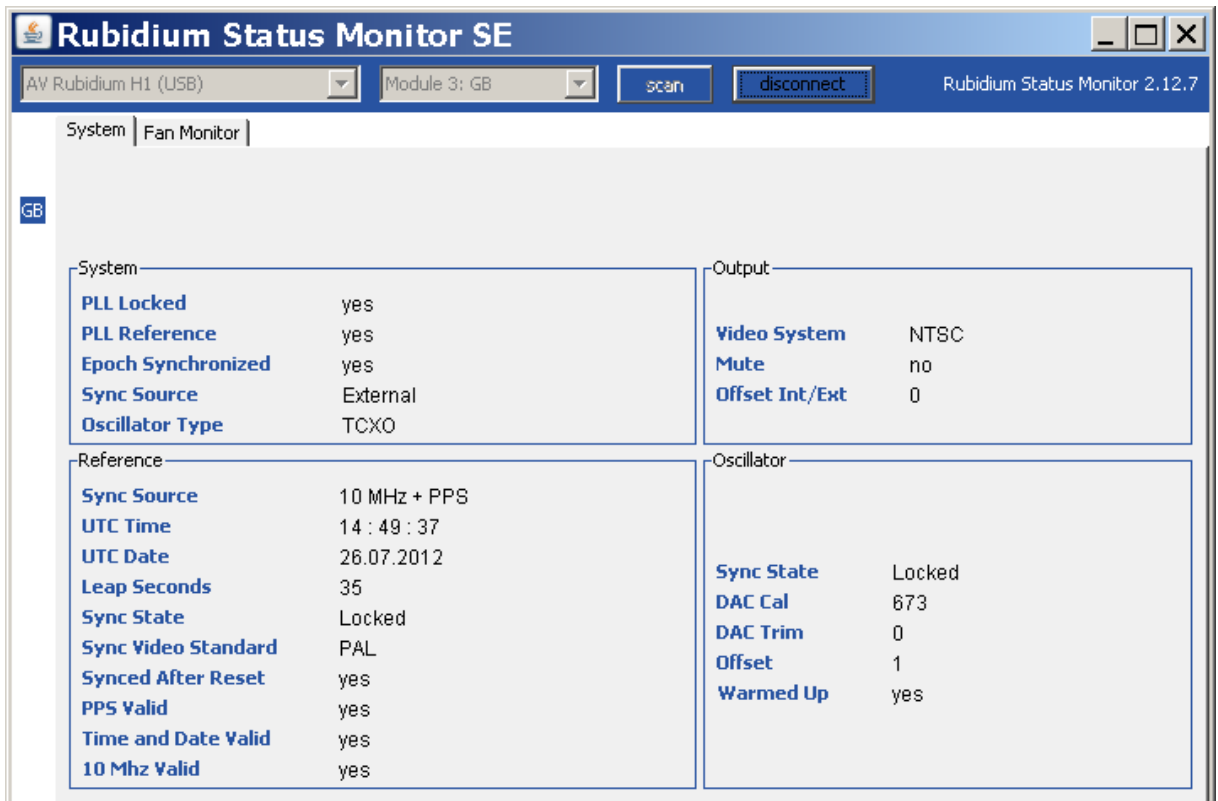 Rubidium Status Monitor SE
AV Rubidium H1 (USB) Module 3: GB scan disconnect Rubidium Status Monitor 2.12.7
System Fan Monitor
GB
System
PLL Locked yes
PLL Reference yes
Epoch Synchronized yes
Sync Source External
Oscillator Type TCXO
Output
Video System NTSC
Mute no
Offset Int/Ext 0
Reference
Sync Source 10 MHz + PPS
UTC Time 14 : 49 : 37
UTC Date 26.07.2012
Leap Seconds 35
Sync State Locked
Sync Video Standard PAL
Synced After Reset yes
PPS Valid yes
Time and Date Valid yes
10 Mhz Valid yes
Oscillator
Sync State Locked
DAC Cal 673
DAC Trim 0
Offset 1
Warmed Up yes